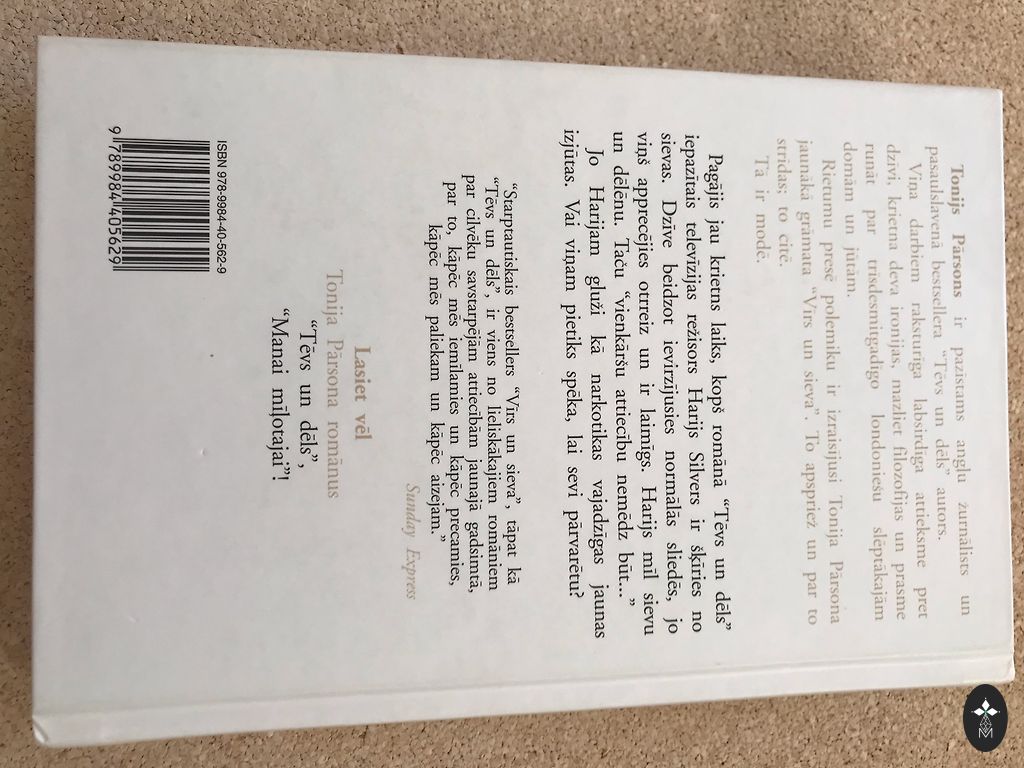 Tonijs Pārsons ir pazīstams angļu žurnālists un
pasaulslavenā bestsellera “Tēvs un dēls” autors.
Viņa darbiem raksturīga labsirdīga attieksme pret
dzīvi, krietna deva ironijas, mazliet filozofijas un prasme
runāt par trīsdesmitgadīgo londoniešu slēptākajām
domām un jūtām.
Rietumu presē polemiku ir izraisījusi Tonija Pārsona
jaunākā grāmata “Vīrs un sieva”. To apspriež un par to
strīdas; to citē.
Tā ir modē.
Pagājis jau krietns laiks, kopš romānā “Tēvs un dēls”
iepazītais televīzijas režisors Harijs Silvers ir šķīries no
sievas. Dzīve beidzot ievirzījusies normālās sliedēs, jo
viņš apprecējies otrreiz un ir laimīgs. Harijs mīl sievu
un dēlēnu. Taču “vienkāršu attiecību nemēdz būt...”
Jo Harijam gluži kā narkotikas vajadzīgas jaunas
izjūtas. Vai viņam pietiks spēka, lai sevi pārvarētu?
“Starptautiskais bestsellers “Vīrs un sieva”, tāpat kā
“Tēvs un dēls”, ir viens no lieliskākajiem romāniem
par cilvēku savstarpējām attiecībām jaunajā gadsimtā,
par to, kāpēc mēs iemīlamies un kāpēc precamies,
kāpēc mēs paliekam un kāpēc aizejam.”
Sunday Express
Lasiet vēl
Tonija Pārsona romānus
“Tēvs un dēls”,
“Manai mīļotajai”!
ISBN 978-9984-40-562-9
9 789984 405629
M